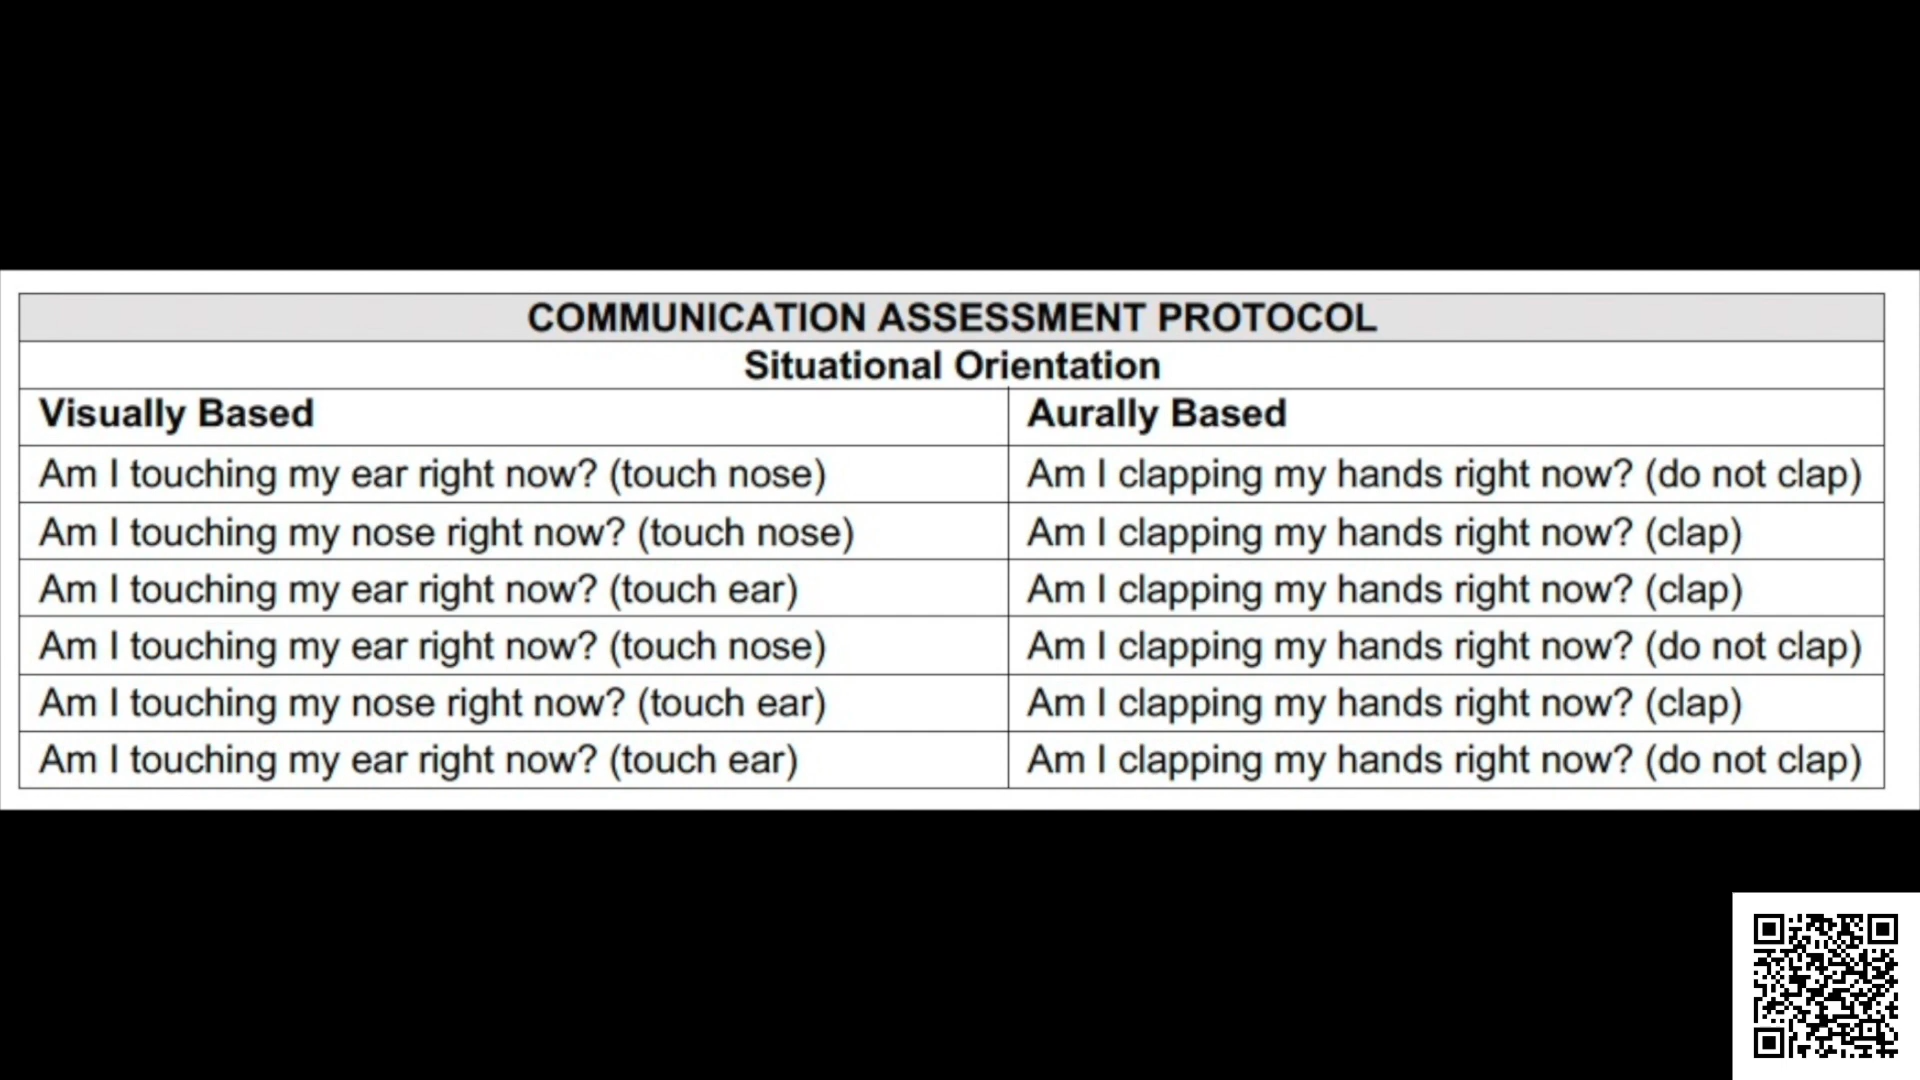 COMMUNICATION ASSESSMENT PROTOCOL
Situational Orientation
Visually Based Aurally Based
Am I touching my ear right now? (touch nose) Am I clapping my hands right now? (do not clap)
Am I touching my nose right now? (touch nose) Am I clapping my hands right now? (clap)
Am I touching my ear right now? (touch ear) Am I clapping my hands right now? (clap)
Am I touching my ear right now? (touch nose) Am I clapping my hands right now? (do not clap)
Am I touching my nose right now? (touch ear) Am I clapping my hands right now? (clap)
Am I touching my ear right now? (touch ear) Am I clapping my hands right now? (do not clap)